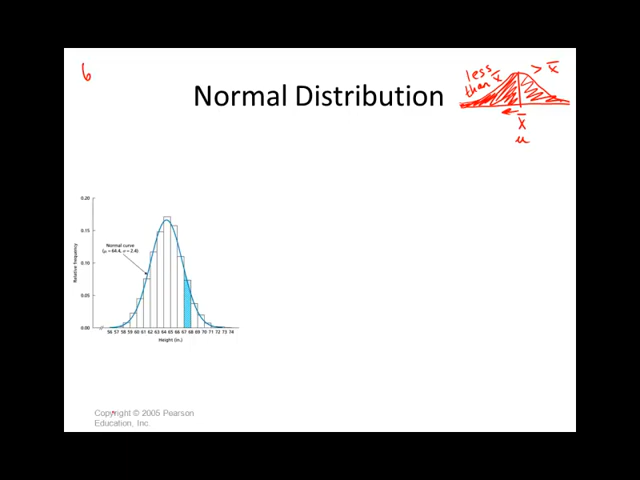 6
Normal Distribution
less
than x̄
> x̄
x̄
μ
0.20
0.15
0.10
0.05
0.00
Relative frequency
Normal curve
(μ = 64.4, σ = 2.4)
56 57 58 59 60 61 62 63 64 65 66 67 68 69 70 71 72 73 74
Height (in.)
Copyright © 2005 Pearson
Education, Inc.